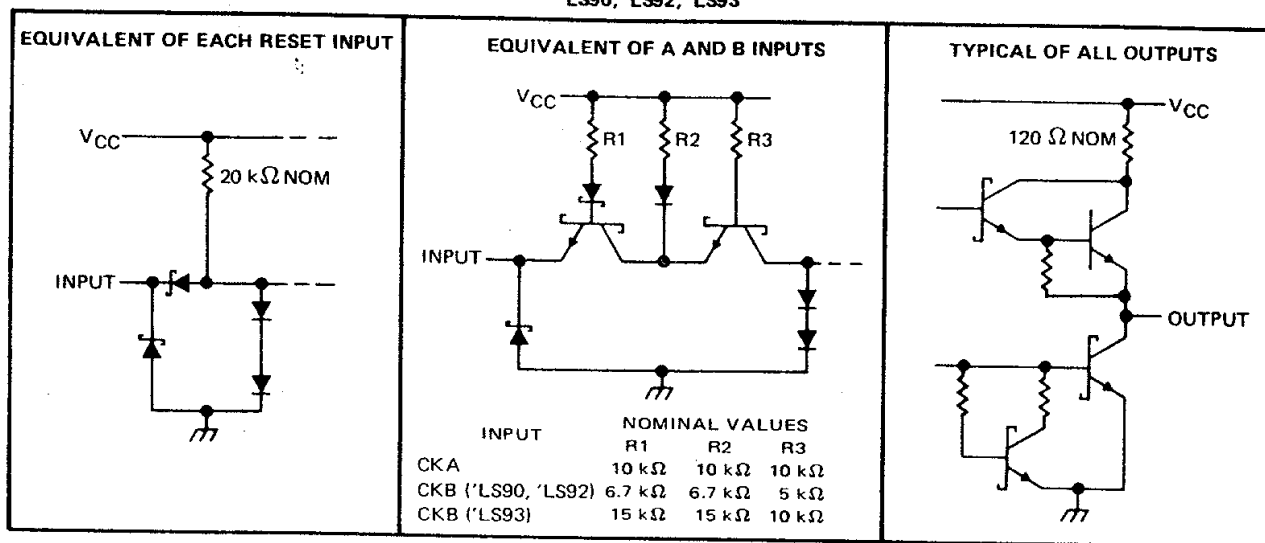 'LS90, 'LS92, 'LS93
EQUIVALENT OF EACH RESET INPUT
VCC
20 kΩ NOM
INPUT
EQUIVALENT OF A AND B INPUTS
VCC
R1 R2 R3
INPUT
INPUT NOMINAL VALUES
R1 R2 R3
CKA 10 kΩ 10 kΩ 10 kΩ
CKB ('LS90, 'LS92) 6.7 kΩ 6.7 kΩ 5 kΩ
CKB ('LS93) 15 kΩ 15 kΩ 10 kΩ
TYPICAL OF ALL OUTPUTS
VCC
120 Ω NOM
OUTPUT